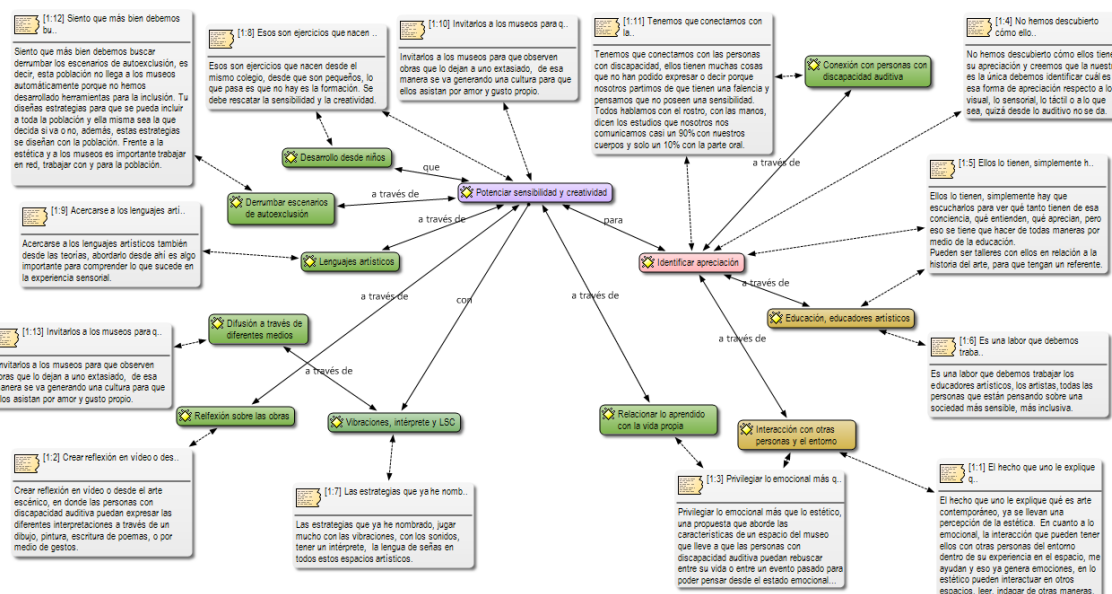 [1:12] Siento que más bien debemos
bu..
Siento que más bien debemos buscar
derrumbar los escenarios de autoexclusión, es
decir, esta población no llega a los museos
automáticamente porque no hemos
desarrollado herramientas para la inclusión. Tu
diseñas estrategias para que se pueda incluir
a toda la población y ella misma sea la que
decida si va o no, además, estas estrategias
se diseñan con la población. Frente a la
estética y a los museos es importante trabajar
en red, trabajar con y para la población.
[1:8] Esos son ejercicios que nacen ..
Esos son ejercicios que nacen desde el
mismo colegio, desde que son pequeños, lo
que pasa es que no hay es la formación. Se
debe rescatar la sensibilidad y la creatividad.
[1:10] Invitarlos a los museos para q..
Invitarlos a los museos para que observen
obras que lo dejan a uno extasiado, de esa
manera se va generando una cultura para que
ellos asistan por amor y gusto propio.
[1:11] Tenemos que conectarnos con
la..
Tenemos que conectarnos con las personas
con discapacidad, ellos tienen muchas cosas
que no han podido expresar o decir porque
nosotros partimos de que tienen una falencia y
pensamos que no poseen una sensibilidad.
Todos hablamos con el rostro, con las manos,
dicen los estudios que nosotros nos
comunicamos casi un 90% con nuestros
cuerpos y solo un 10% con la parte oral.
Conexión con personas con
discapacidad auditiva
[1:4] No hemos descubierto
cómo ello..
No hemos descubierto cómo ellos tiene
su apreciación y creemos que la nuestr
es la única debemos identificar cuál es
esa forma de apreciación respecto a lo
visual, lo sensorial, lo táctil o a lo que
sea, quizá desde lo auditivo no se da.
Desarrollo desde niños
que
Potenciar sensibilidad y creatividad
a través de
a través de
Derrumbar escenarios
de autoexclusión
a través de
para
[1:5] Ellos lo tienen, simplemente h..
Ellos lo tienen, simplemente hay que
escucharlos para ver qué tanto tienen de esa
conciencia, qué entienden, qué aprecian, pero
eso se tiene que hacer de todas maneras por
medio de la educación.
Pueden ser talleres con ellos en relación a la
historia del arte, para que tengan un referente.
[1:9] Acercarse a los lenguajes artí..
Acercarse a los lenguajes artísticos también
desde las teorías, abordarlo desde ahí es algo
importante para comprender lo que sucede en
la experiencia sensorial.
Lenguajes artísticos
Identificar apreciación
a través de
a través de
con
a través de
Educación, educadores artísticos
Difusión a través de
diferentes medios
[1:13] Invitarlos a los museos para q..
nvitarlos a los museos para que observen
bras que lo dejan a uno extasiado, de esa
anera se va generando una cultura para que
llos asistan por amor y gusto propio.
a través de
a través de
[1:6] Es una labor que debemos
traba..
Es una labor que debemos trabajar los
educadores artísticos, los artistas, todas las
personas que están pensando sobre una
sociedad más sensible, más inclusiva.
Relfexión sobre las obras
Vibraciones, intérprete y LSC
Relacionar lo aprendido
con la vida propia
Interacción con otras
personas y el entorno
[1:2] Crear reflexión en vídeo o des..
Crear reflexión en vídeo o desde el arte
escénico, en donde las personas con
discapacidad auditiva puedan expresar las
diferentes interpretaciones a través de un
dibujo, pintura, escritura de poemas, o por
medio de gestos.
[1:7] Las estrategias que ya he nomb..
Las estrategias que ya he nombrado, jugar
mucho con las vibraciones, con los sonidos,
tener un intérprete, la lengua de señas en
todos estos espacios artísticos.
[1:3] Privilegiar lo emocional más q..
Privilegiar lo emocional más que lo estético,
una propuesta que aborde las
características de un espacio del museo
que lleve a que las personas con
discapacidad auditiva puedan rebuscar
entre su vida o entre un evento pasado para
poder pensar desde el estado emocional...
[1:1] El hecho que uno le explique
q..
El hecho que uno le explique qué es arte
contemporáneo, ya se llevan una
percepción de la estética. En cuanto a lo
emocional, la interacción que pueden tener
ellos con otras personas del entorno
dentro de su experiencia en el espacio, me
ayudan y eso ya genera emociones, en lo
estético pueden interactuar en otros
espacios, leer, indagar de otras maneras.